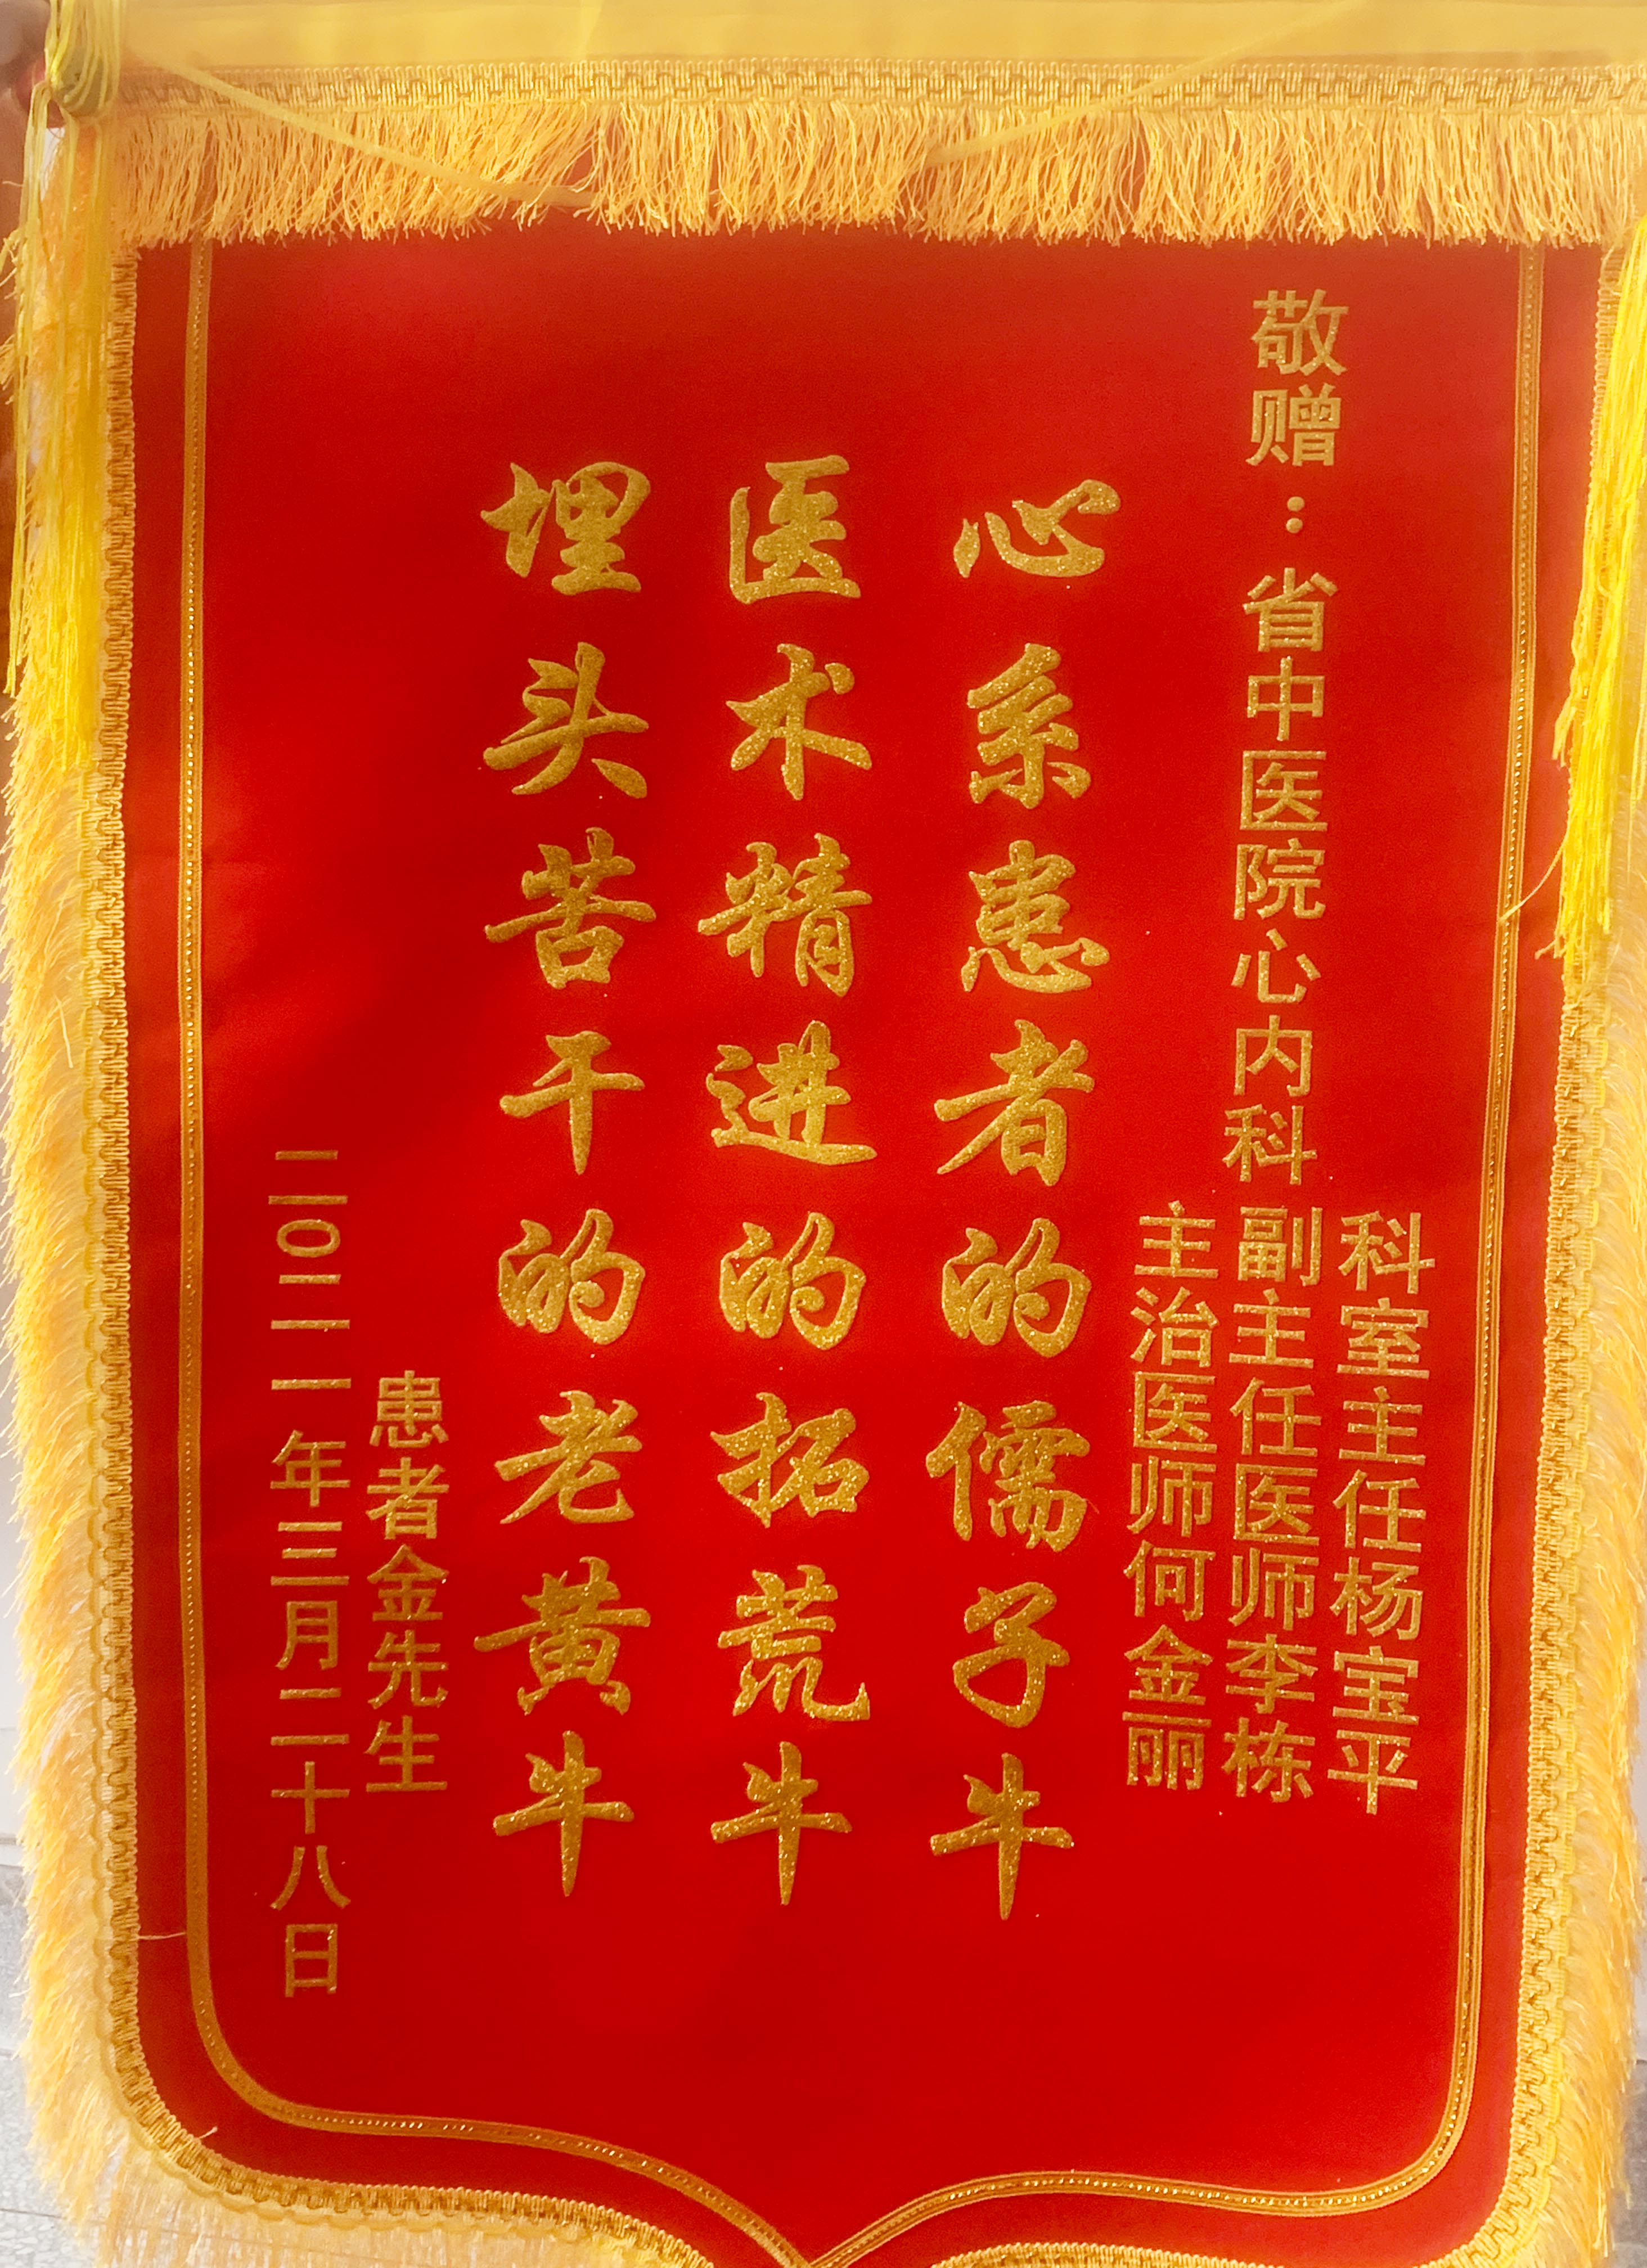 敬赠：省中医院心内科
科室主任杨宝平
副主任医师李栋
主治医师何金丽
心系患者的儒子牛
医术精进的拓荒牛
埋头苦干的老黄牛
患者金先生
二〇二一年三月二十八日